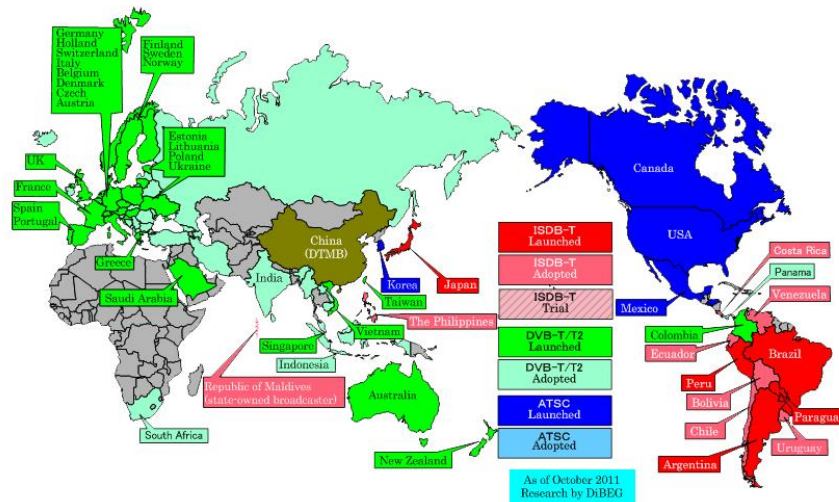 Germany
Holland
Switzerland
Italy
Belgium
Denmark
Czech
Austria
Finland
Sweden
Norway
Estonia
Lithuania
Poland
Ukraine
UK
France
Spain
Portugal
Greece
Saudi Arabia
India
China
(DTMB)
Korea
Japan
Taiwan
Vietnam
The Philippines
Singapore
Indonesia
Republic of Maldives
(state-owned broadcaster)
South Africa
Australia
New Zealand
ISDB-T
Launched
ISDB-T
Adopted
ISDB-T
Trial
DVB-T/T2
Launched
DVB-T/T2
Adopted
ATSC
Launched
ATSC
Adopted
As of October 2011
Research by DiBEG
Canada
USA
Mexico
Costa Rica
Panama
Venezuela
Colombia
Ecuador
Brazil
Peru
Bolivia
Paragua
Chile
Uruguay
Argentina